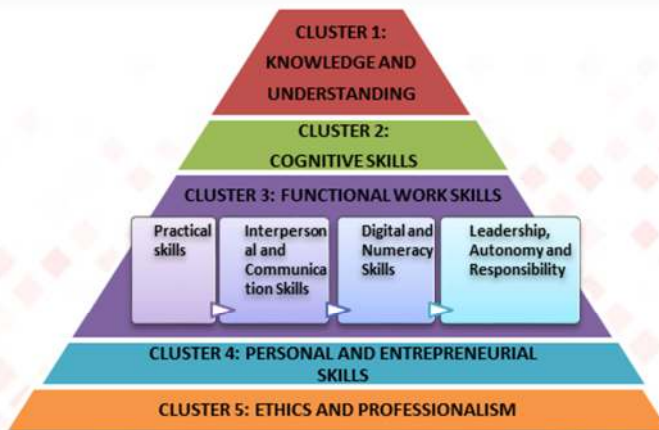 CLUSTER 1:
KNOWLEDGE AND
UNDERSTANDING
CLUSTER 2:
COGNITIVE SKILLS
CLUSTER 3: FUNCTIONAL WORK SKILLS
Practical
skills
Interperson
al and
Communica
tion Skills
Digital and
Numeracy
Skills
Leadership,
Autonomy and
Responsibility
CLUSTER 4: PERSONAL AND ENTREPRENEURIAL
SKILLS
CLUSTER 5: ETHICS AND PROFESSIONALISM